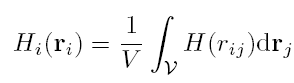 $H_i(\mathbf{r}_i) = \frac{1}{V} \int_{\mathcal{V}} H(r_{ij}) \mathrm{d}\mathbf{r}_j$